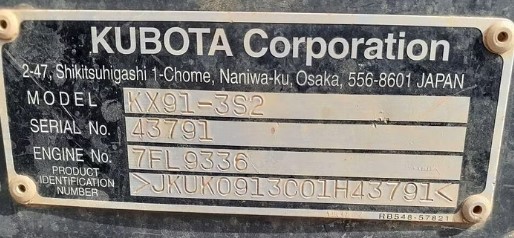 KUBOTA Corporation
2-47, Shikitsuhigashi 1-Chome, Naniwa-ku, Osaka, 556-8601 JAPAN
MODEL KX91-3S2
SERIAL No. 43791
ENGINE No. 7FL9336
PRODUCT IDENTIFICATION NUMBER >JKUK0913C01H43791<
RB548-57821